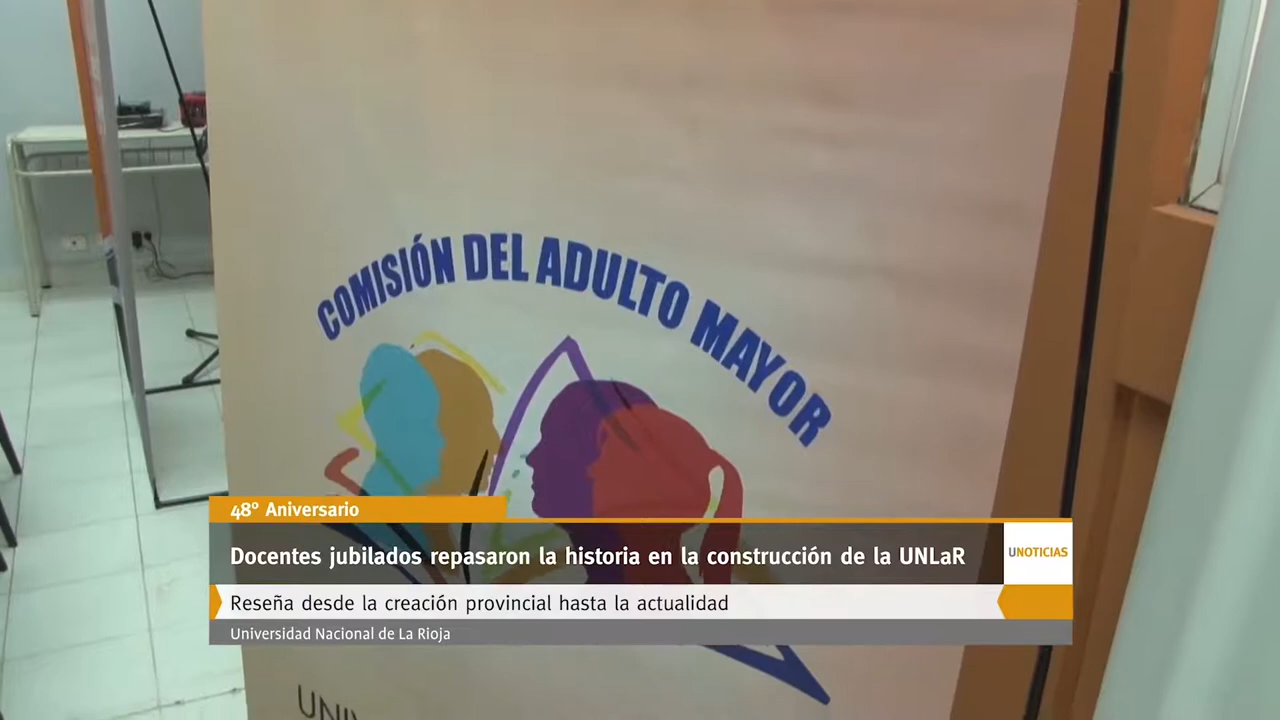 COMISIÓN DEL ADULTO MAYOR
48° Aniversario
Docentes jubilados repasaron la historia en la construcción de la UNLaR
UNOTICIAS
Reseña desde la creación provincial hasta la actualidad
Universidad Nacional de La Rioja